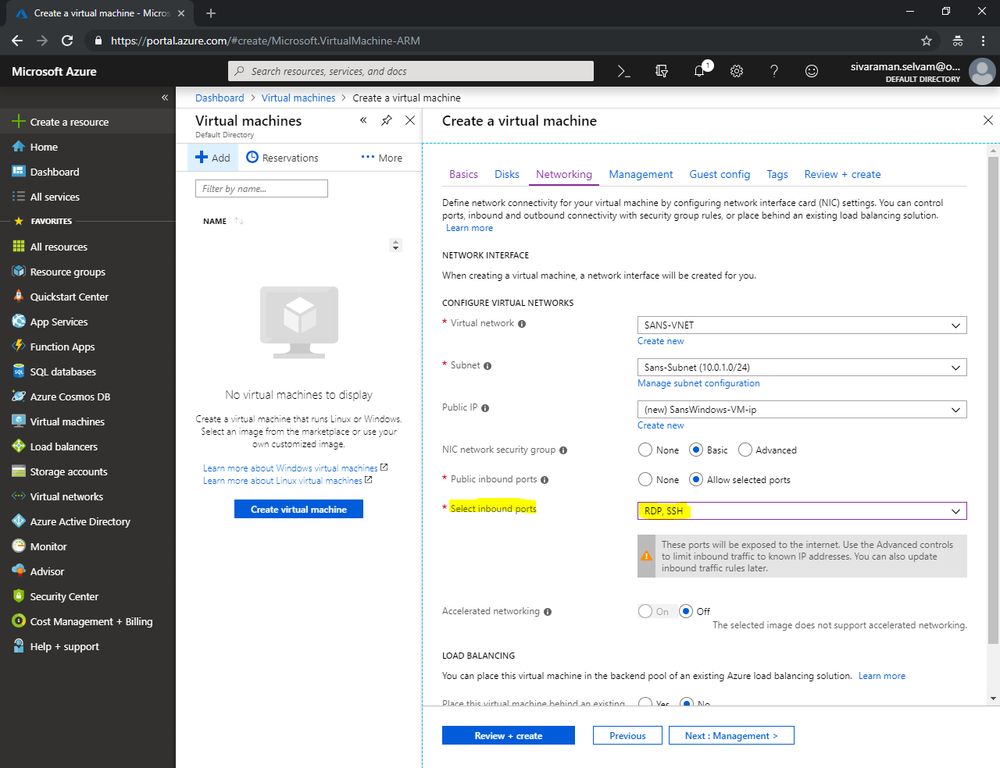 Create a virtual machine - Micros
https://portal.azure.com/#create/Microsoft.VirtualMachine-ARM
Microsoft Azure
Search resources, services, and docs
1
sivaraman.selvam@o...
DEFAULT DIRECTORY
Create a resource
Home
Dashboard
All services
FAVORITES
All resources
Resource groups
Quickstart Center
App Services
Function Apps
SQL databases
Azure Cosmos DB
Virtual machines
Load balancers
Storage accounts
Virtual networks
Azure Active Directory
Monitor
Advisor
Security Center
Cost Management + Billing
Help + support
Dashboard > Virtual machines > Create a virtual machine
Virtual machines
Default Directory
Add
Reservations
More
Filter by name...
NAME
No virtual machines to display
Create a virtual machine that runs Linux or Windows.
Select an image from the marketplace or use your
own customized image.
Learn more about Windows virtual machines
Learn more about Linux virtual machines
Create virtual machine
Create a virtual machine
Basics Disks Networking Management Guest config Tags Review + create
Define network connectivity for your virtual machine by configuring network interface card (NIC) settings. You can control
ports, inbound and outbound connectivity with security group rules, or place behind an existing load balancing solution.
Learn more
NETWORK INTERFACE
When creating a virtual machine, a network interface will be created for you.
CONFIGURE VIRTUAL NETWORKS
* Virtual network
SANS-VNET
Create new
* Subnet
Sans-Subnet (10.0.1.0/24)
Manage subnet configuration
Public IP
(new) SansWindows-VM-ip
Create new
NIC network security group
None Basic Advanced
* Public inbound ports
None Allow selected ports
* Select inbound ports
RDP, SSH
These ports will be exposed to the internet. Use the Advanced controls
to limit inbound traffic to known IP addresses. You can also update
inbound traffic rules later.
Accelerated networking
On Off
The selected image does not support accelerated networking.
LOAD BALANCING
You can place this virtual machine in the backend pool of an existing Azure load balancing solution. Learn more
Place this virtual machine behind an existing
Yes No
Review + create
Previous
Next : Management >